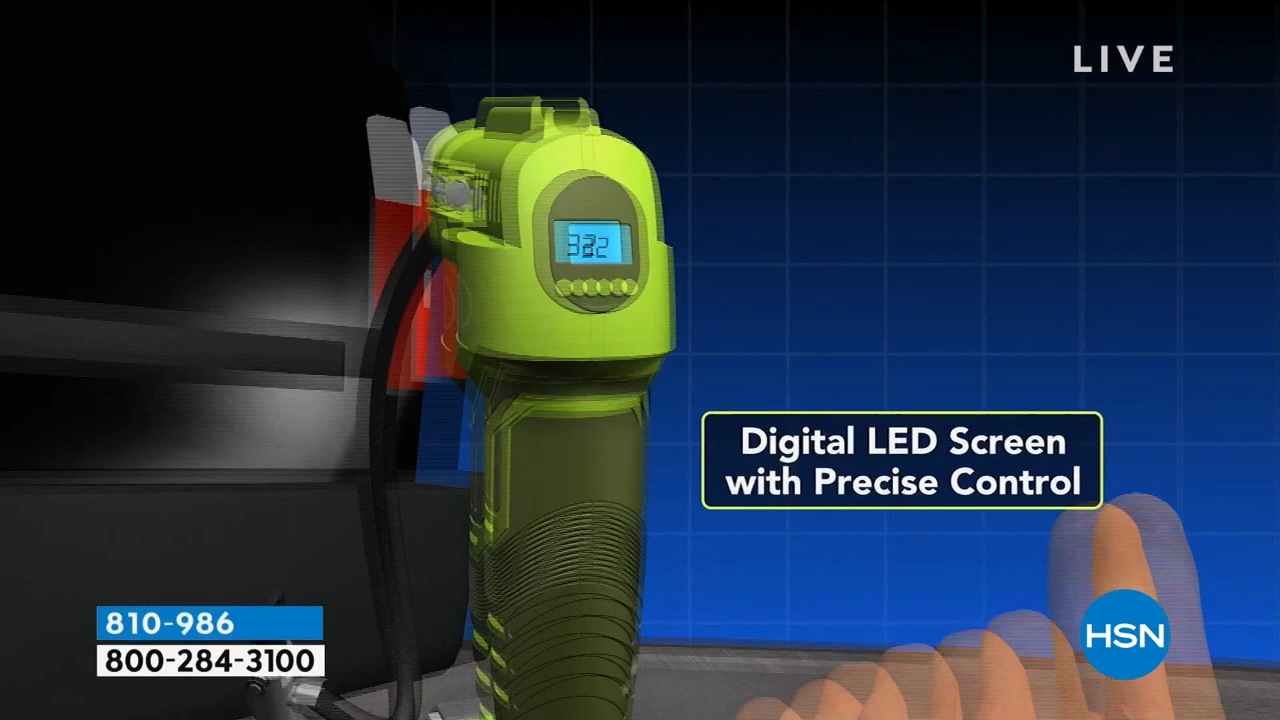 LIVE
Digital LED Screen
with Precise Control
810-986
800-284-3100
HSN